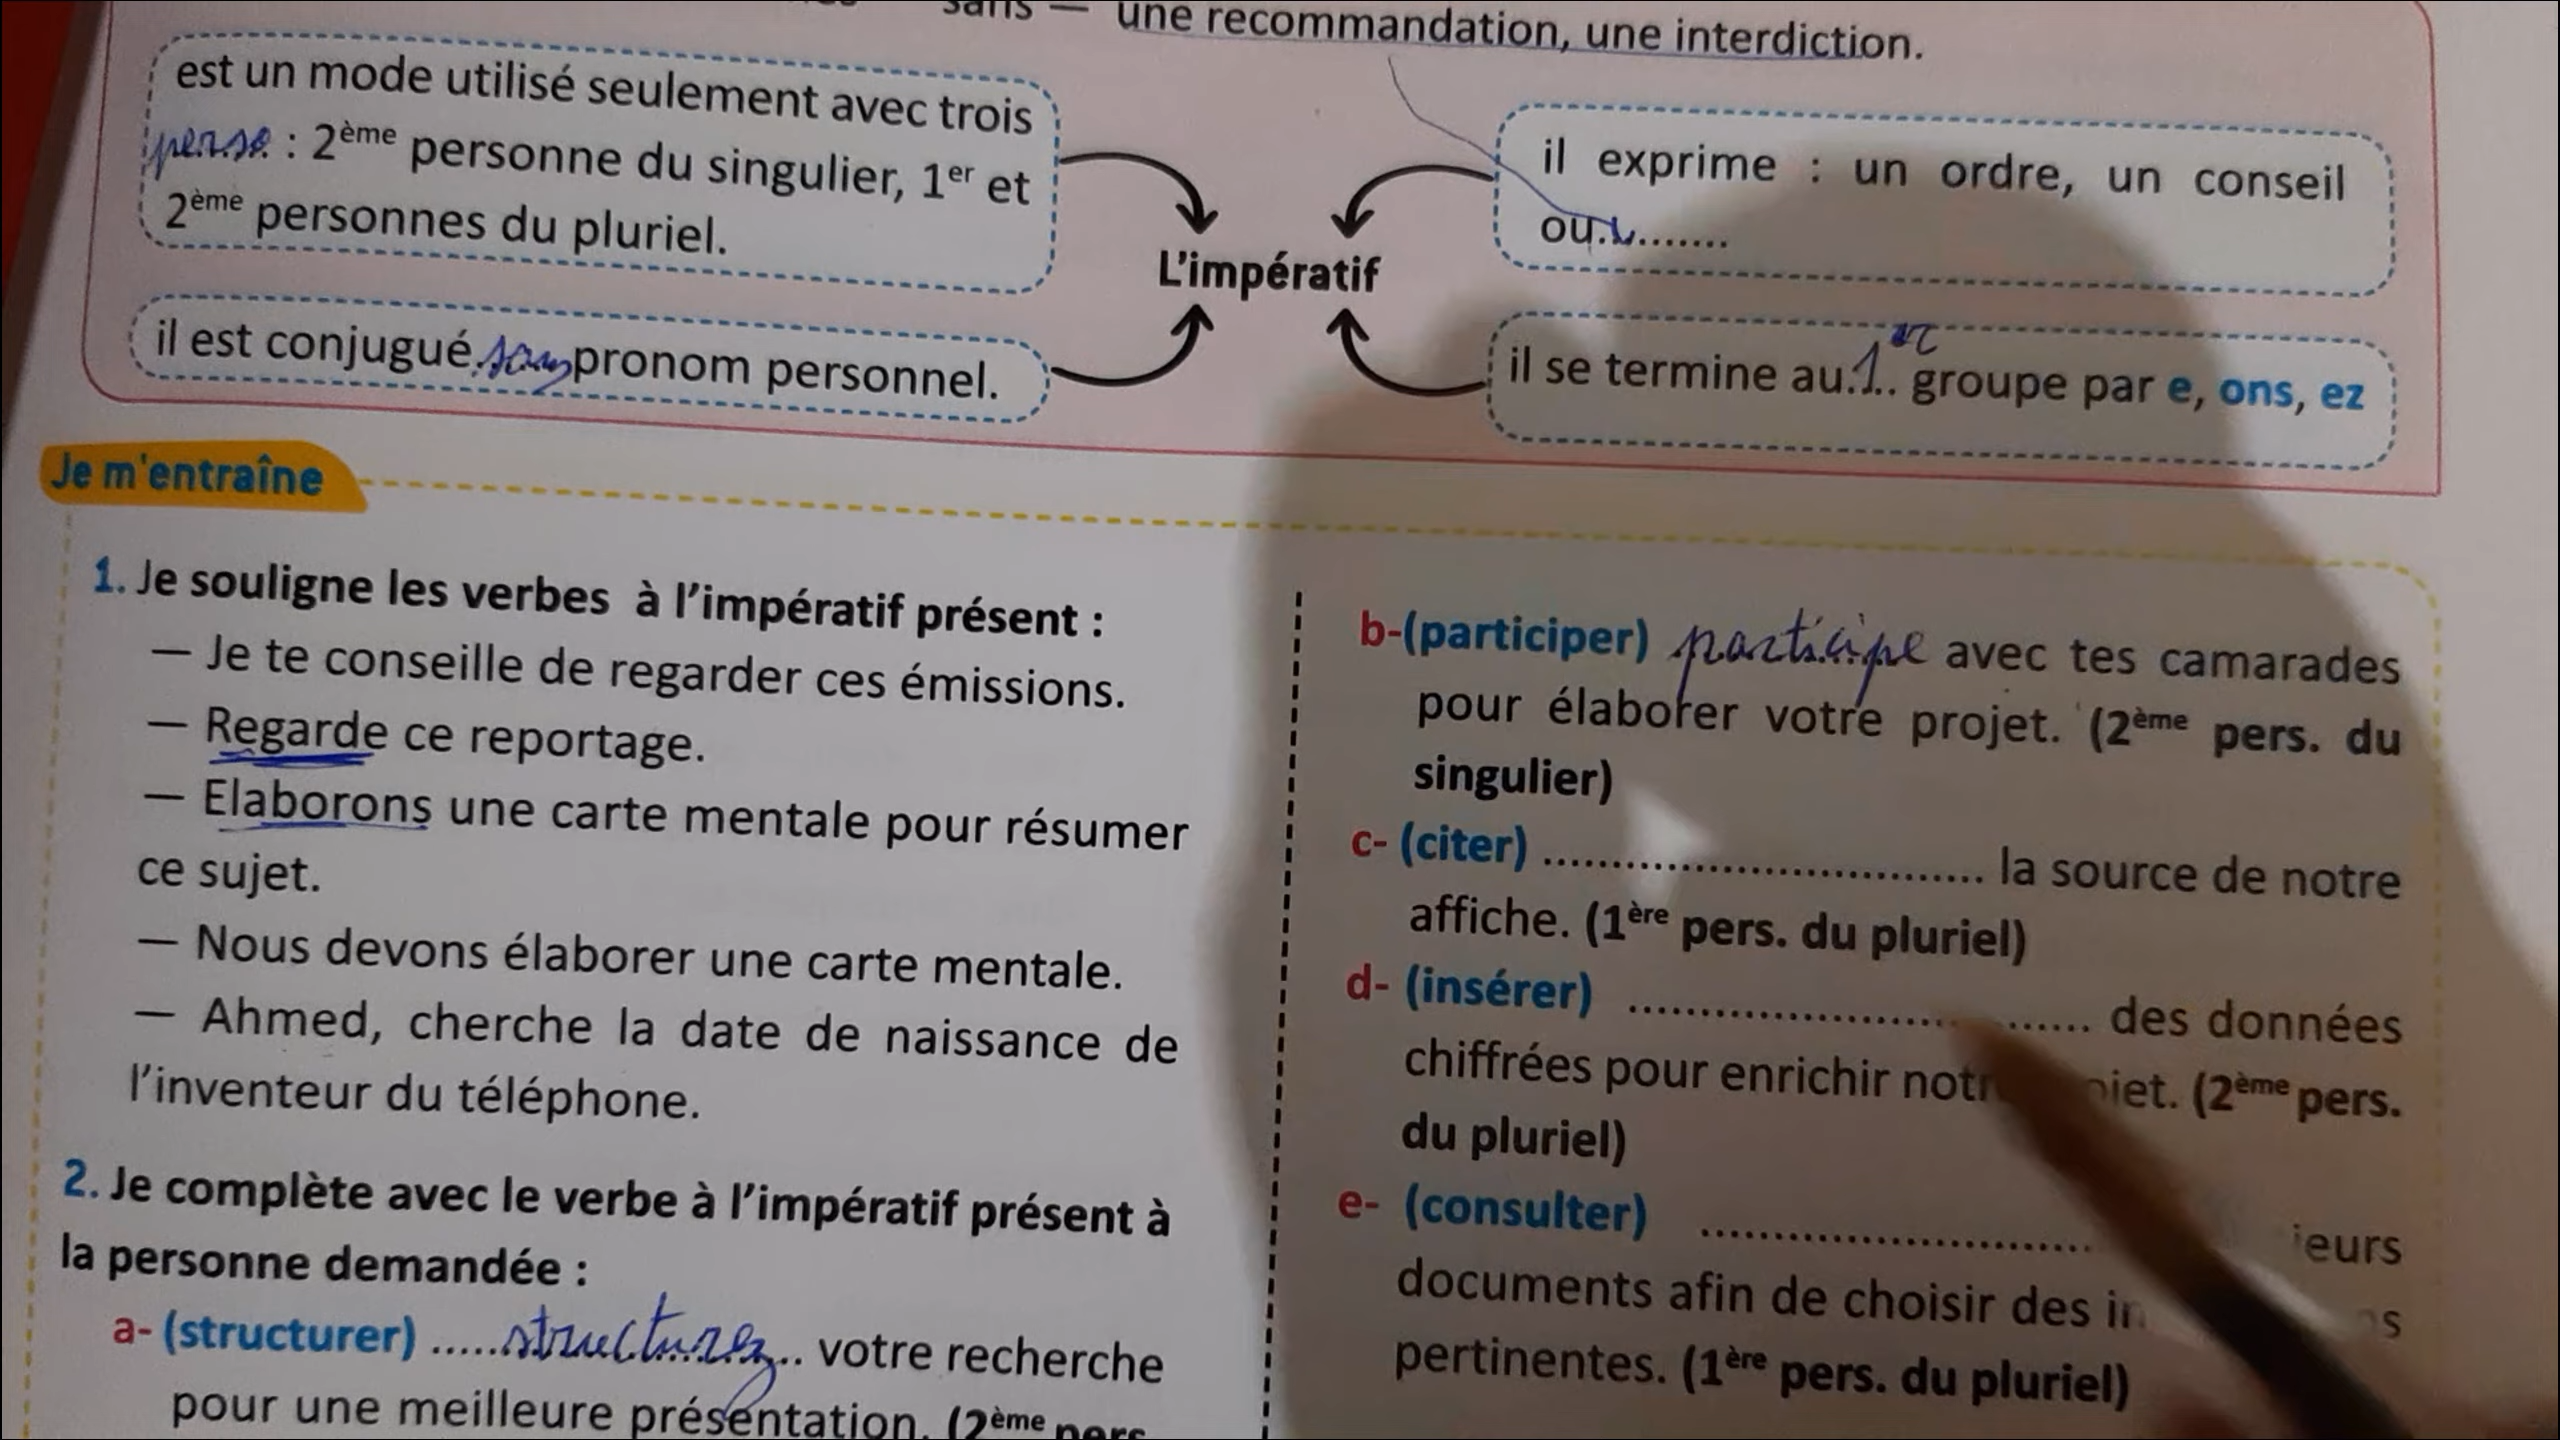 sans — une recommandation, une interdiction.
est un mode utilisé seulement avec trois
perso. : 2ème personne du singulier, 1er et
2ème personnes du pluriel.
il exprime : un ordre, un conseil
ou.........
L'impératif
il est conjugué sans pronom personnel.
il se termine au 1er groupe par e, ons, ez
Je m'entraîne
1. Je souligne les verbes à l'impératif présent :
— Je te conseille de regarder ces émissions.
— Regarde ce reportage.
— Elaborons une carte mentale pour résumer
ce sujet.
— Nous devons élaborer une carte mentale.
— Ahmed, cherche la date de naissance de
l'inventeur du téléphone.
2. Je complète avec le verbe à l'impératif présent à
la personne demandée :
a- (structurer) .....structurez... votre recherche
pour une meilleure présentation. (2ème pers.
b-(participer) participe avec tes camarades
pour élaborer votre projet. (2ème pers. du
singulier)
c- (citer) ................................. la source de notre
affiche. (1ère pers. du pluriel)
d- (insérer) .................................. des données
chiffrées pour enrichir (2ème pers.
du pluriel)
e- (consulter) .............................
documents afin de choisir des
pertinentes. (1ère pers. du pluriel)